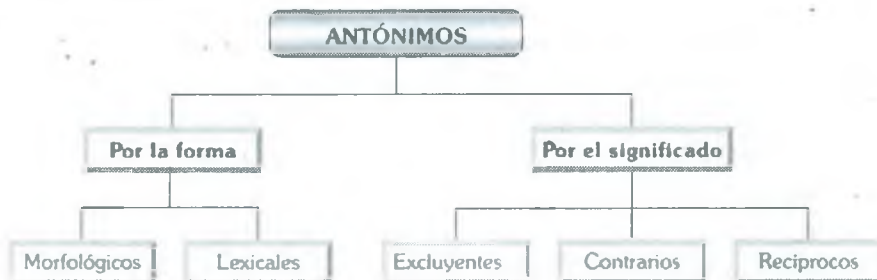 ANTÓNIMOS
Por la forma
Por el significado
Morfológicos
Lexicales
Excluyentes
Contrarios
Recíprocos